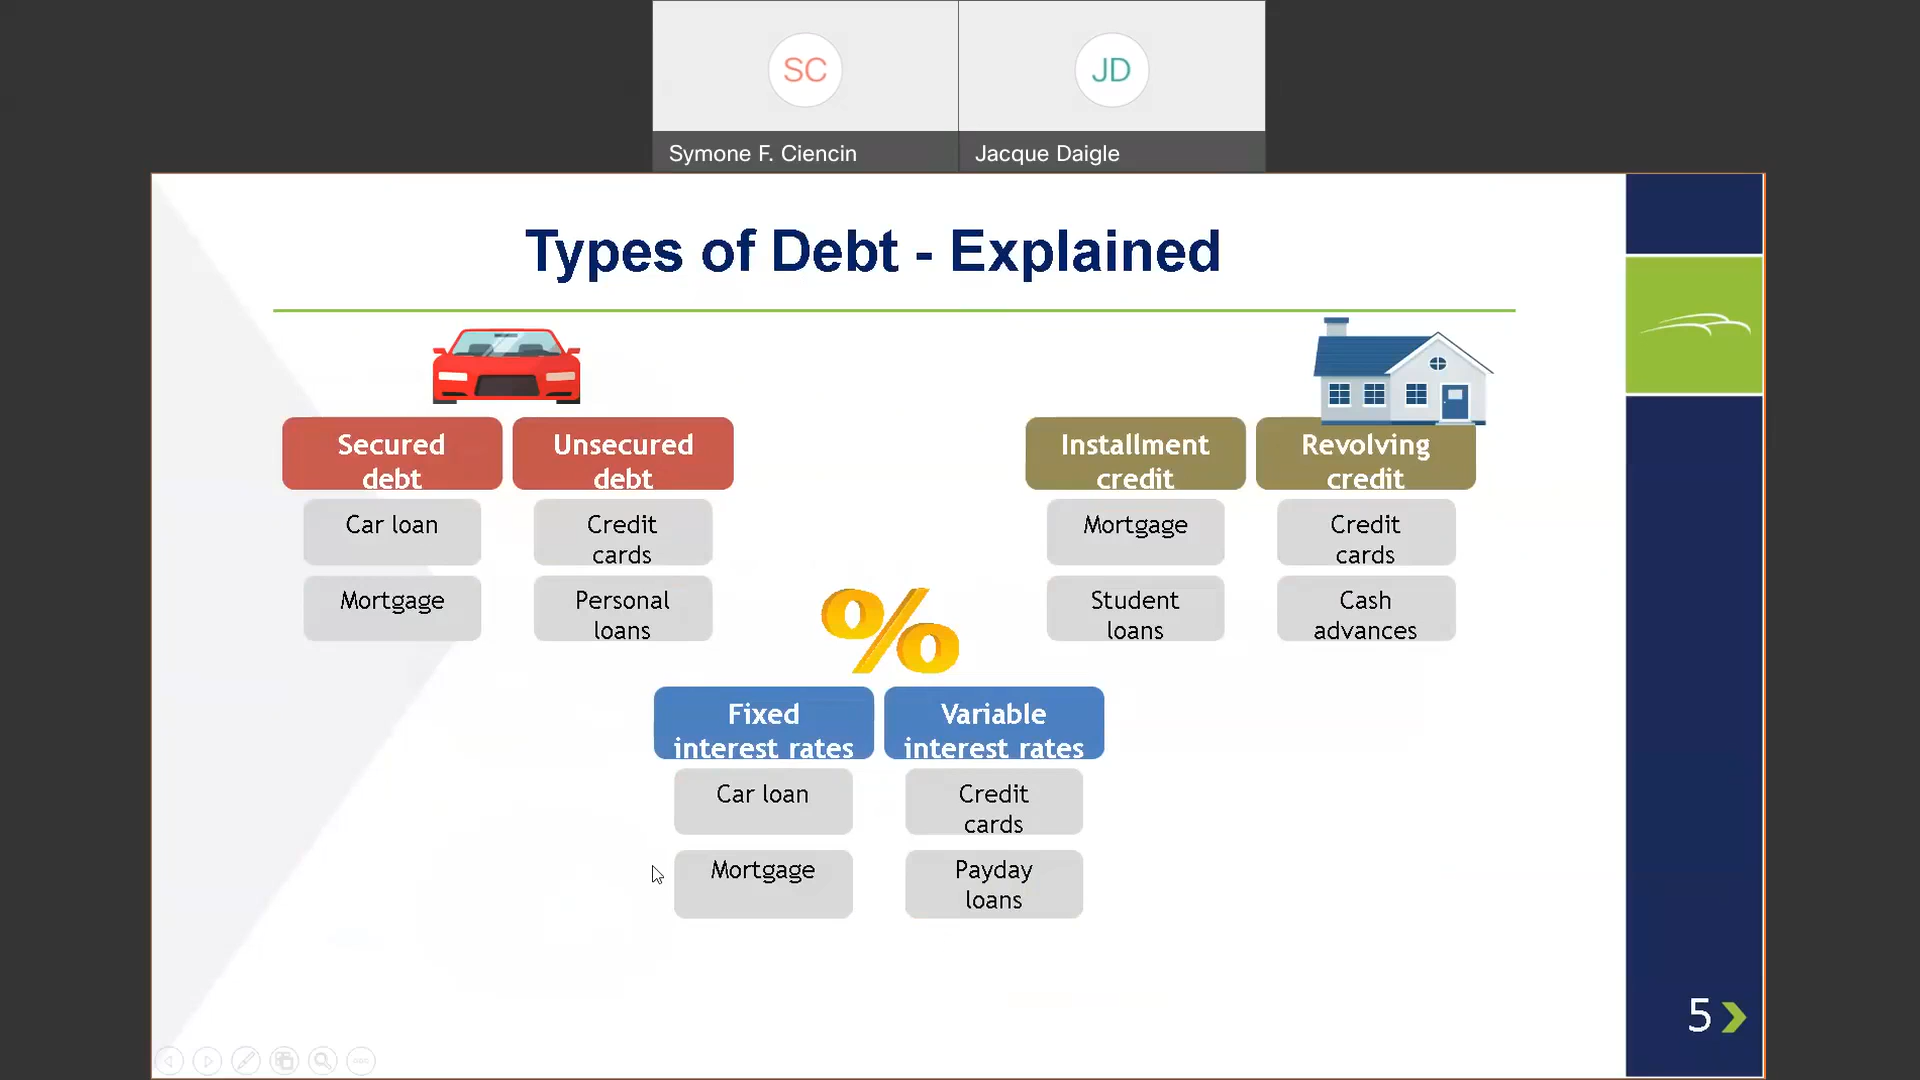 SC
JD
Symone F. Ciencin
Jacque Daigle
Types of Debt - Explained
Secured
debt
Car loan
Mortgage
Unsecured
debt
Credit
cards
Personal
loans
Installment
credit
Mortgage
Student
loans
Revolving
credit
Credit
cards
Cash
advances
%
Fixed
interest rates
Car loan
Mortgage
Variable
interest rates
Credit
cards
Payday
loans
5